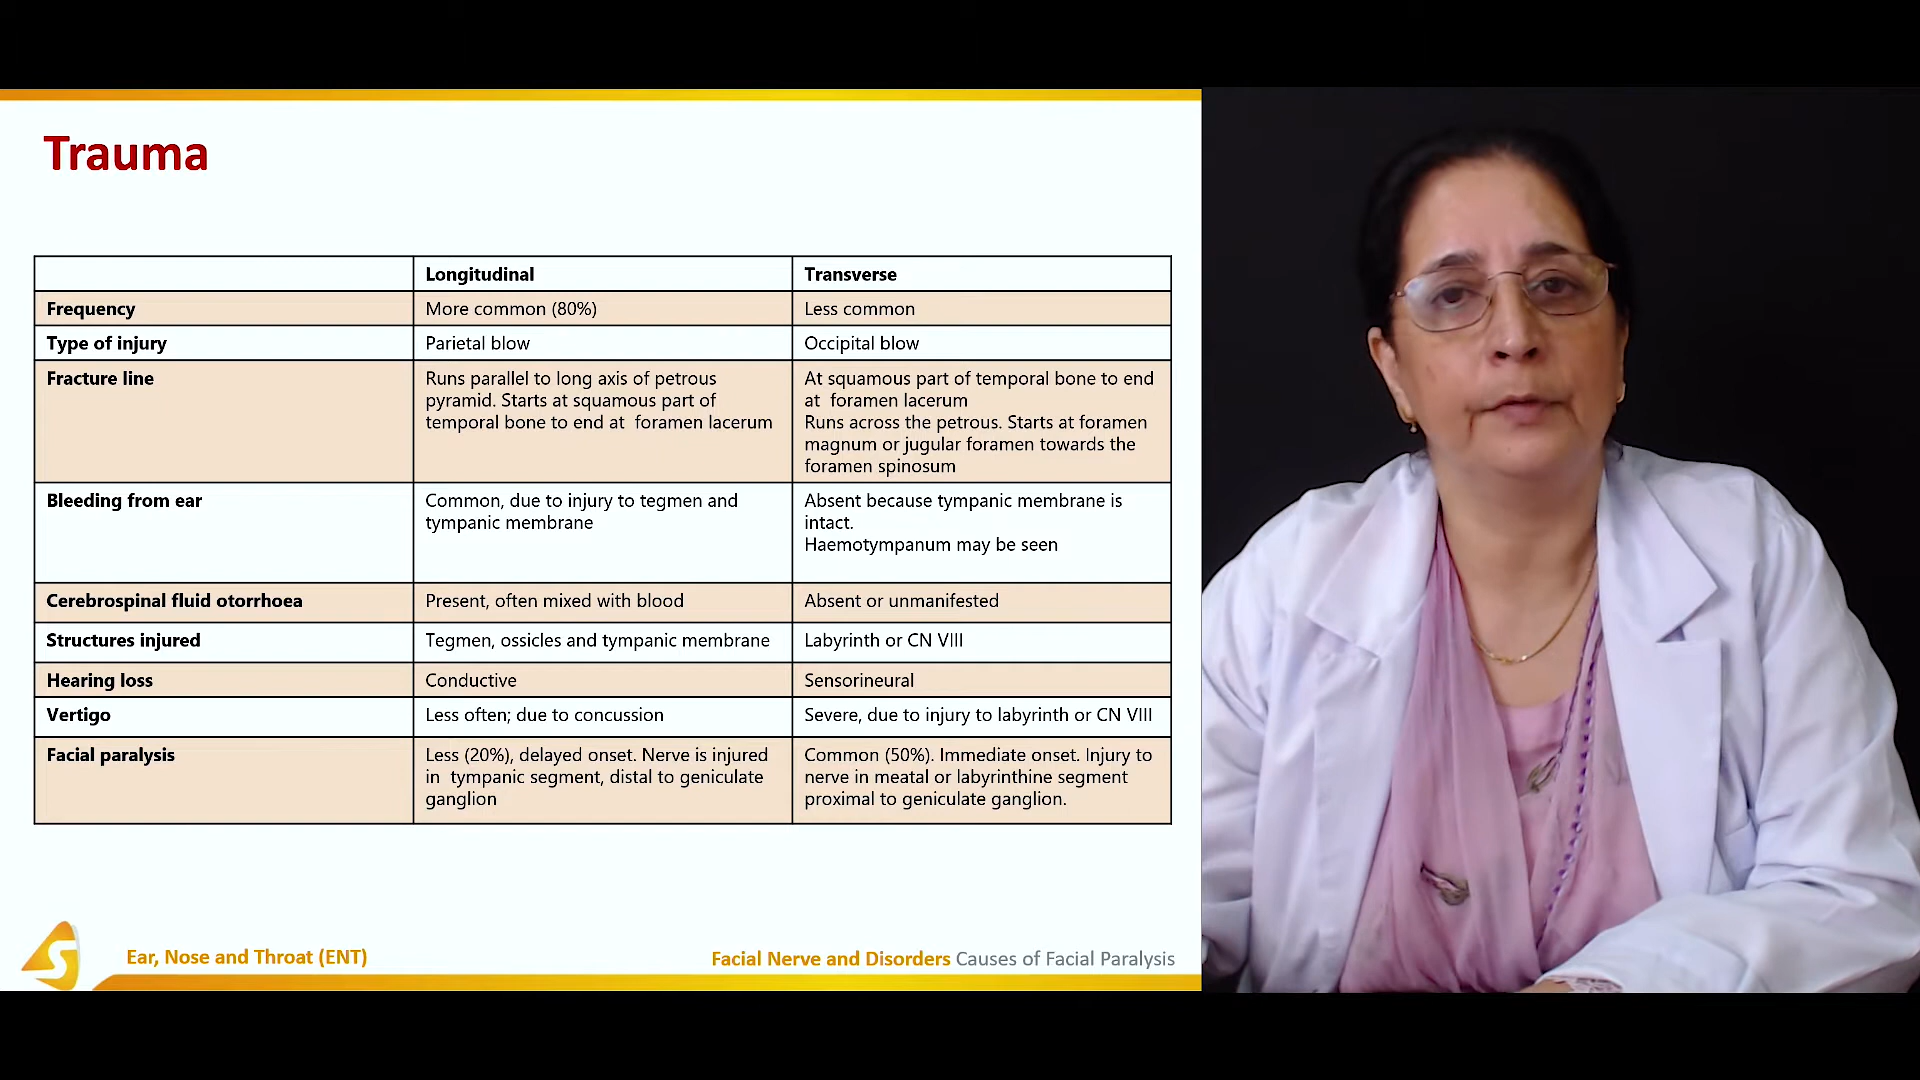 Trauma
Longitudinal
Transverse
Frequency
More common (80%)
Less common
Type of injury
Parietal blow
Occipital blow
Fracture line
Runs parallel to long axis of petrous
pyramid. Starts at squamous part of
temporal bone to end at foramen lacerum
At squamous part of temporal bone to end
at foramen lacerum
Runs across the petrous. Starts at foramen
magnum or jugular foramen towards the
foramen spinosum
Bleeding from ear
Common, due to injury to tegmen and
tympanic membrane
Absent because tympanic membrane is
intact.
Haemotympanum may be seen
Cerebrospinal fluid otorrhoea
Present, often mixed with blood
Absent or unmanifested
Structures injured
Tegmen, ossicles and tympanic membrane
Labyrinth or CN VIII
Hearing loss
Conductive
Sensorineural
Vertigo
Less often; due to concussion
Severe, due to injury to labyrinth or CN VIII
Facial paralysis
Less (20%), delayed onset. Nerve is injured
in tympanic segment, distal to geniculate
ganglion
Common (50%). Immediate onset. Injury to
nerve in meatal or labyrinthine segment
proximal to geniculate ganglion.
S
Ear, Nose and Throat (ENT)
Facial Nerve and Disorders Causes of Facial Paralysis